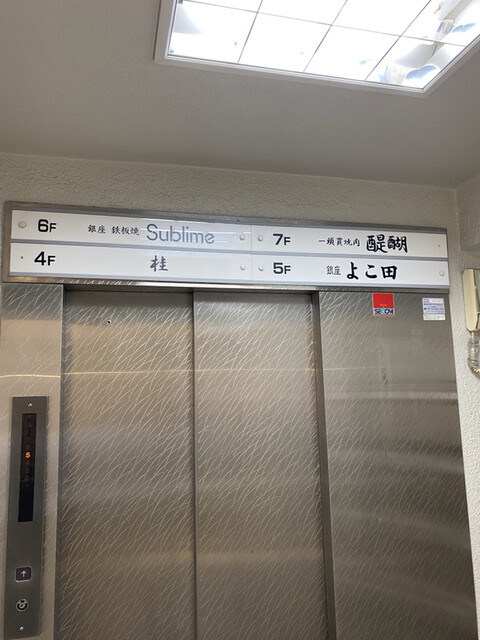 6F 銀座 鉄板焼 Sublime
7F 一頭買焼肉 醍醐
4F 桂
5F 銀座 よこ田
SECOM
5